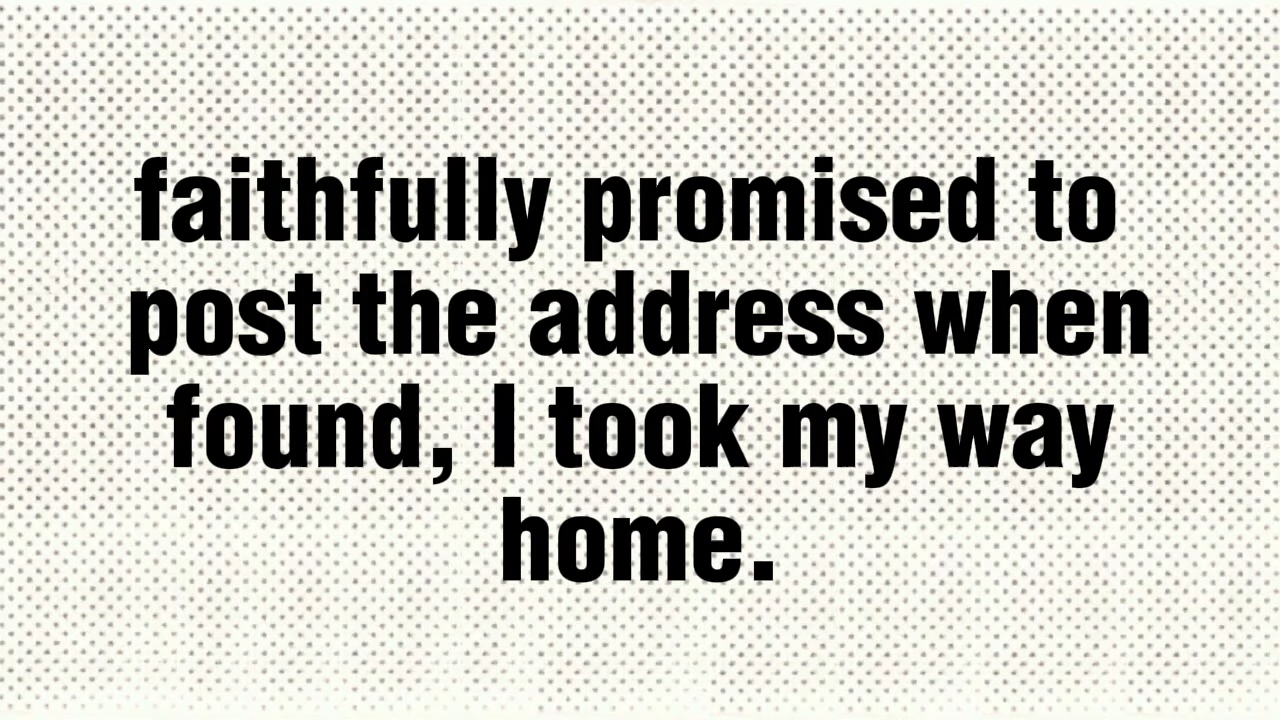 faithfully promised to
post the address when
found, I took my way
home.